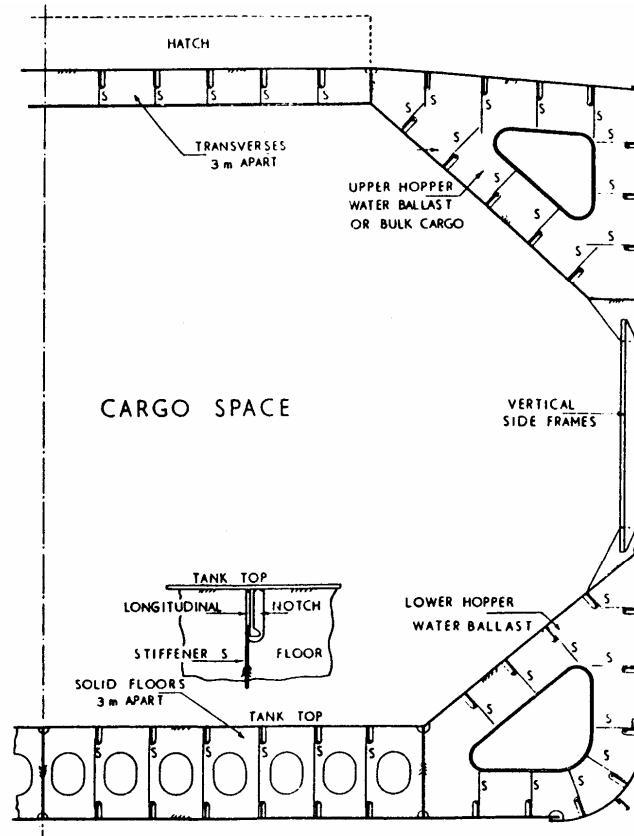 HATCH
S S S S S
S S S S
S
S
S
S
S
S
S
S
TRANSVERSES
3 m APART
UPPER HOPPER
WATER BALLAST
OR BULK CARGO
CARGO SPACE
VERTICAL
SIDE FRAMES
TANK TOP
LONGITUDINAL
NOTCH
STIFFENER S
FLOOR
LOWER HOPPER
WATER BALLAST
SOLID FLOORS
3 m APART
TANK TOP
S
S
S
S
S
S
S S S S S S
S S S
S